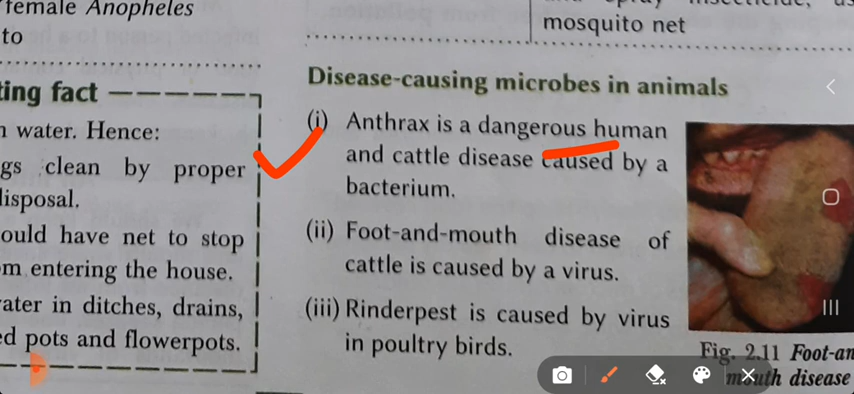 female Anopheles
to
mosquito net
ting fact
water. Hence:
gs clean by proper
disposal.
ould have net to stop
m entering the house.
ater in ditches, drains,
ed pots and flowerpots.
Disease-causing microbes in animals
(i) Anthrax is a dangerous human
and cattle disease caused by a
bacterium.
(ii) Foot-and-mouth disease of
cattle is caused by a virus.
(iii) Rinderpest is caused by virus
in poultry birds.
Fig. 2.11 Foot-an
mouth disease